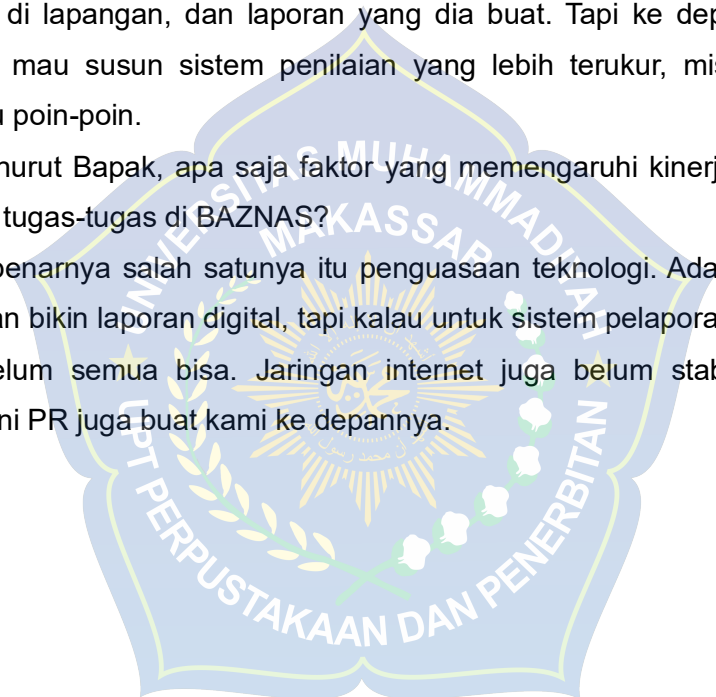 di lapangan, dan laporan yang dia buat. Tapi ke dep
mau susun sistem penilaian yang lebih terukur, mis
u poin-poin.
nurut Bapak, apa saja faktor yang memengaruhi kinerj
tugas-tugas di BAZNAS?
benarnya salah satunya itu penguasaan teknologi. Ada
an bikin laporan digital, tapi kalau untuk sistem pelapora
elum semua bisa. Jaringan internet juga belum stab
ni PR juga buat kami ke depannya.
UNIVERSITAS MUHAMMADIYAH
MAKASSAR
UPT PERPUSTAKAAN DAN PENERBITAN